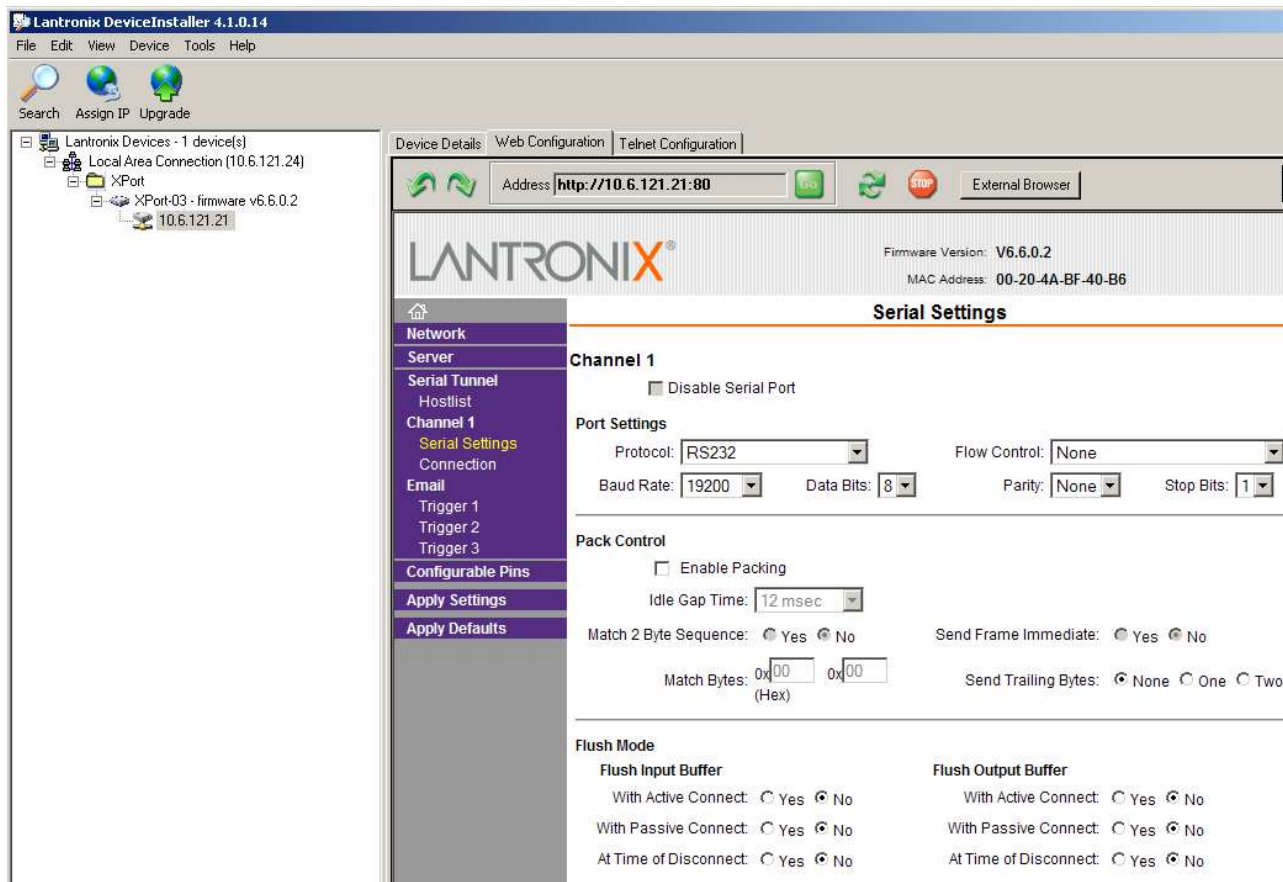 Lantronix DeviceInstaller 4.1.0.14
File Edit View Device Tools Help
Search Assign IP Upgrade
Lantronix Devices - 1 device(s)
Local Area Connection (10.6.121.24)
XPort
XPort-03 - firmware v6.6.0.2
10.6.121.21
Device Details Web Configuration Telnet Configuration
Address http://10.6.121.21:80 Go STOP External Browser
LANTRONIX®
Firmware Version: V6.6.0.2
MAC Address: 00-20-4A-BF-40-B6
Network
Server
Serial Tunnel
Hostlist
Channel 1
Serial Settings
Connection
Email
Trigger 1
Trigger 2
Trigger 3
Configurable Pins
Apply Settings
Apply Defaults
Serial Settings
Channel 1
Disable Serial Port
Port Settings
Protocol: RS232 Flow Control: None
Baud Rate: 19200 Data Bits: 8 Parity: None Stop Bits: 1
Pack Control
Enable Packing
Idle Gap Time: 12 msec
Match 2 Byte Sequence: Yes No Send Frame Immediate: Yes No
Match Bytes: 0x00 0x00 Send Trailing Bytes: None One Two
(Hex)
Flush Mode
Flush Input Buffer Flush Output Buffer
With Active Connect: Yes No With Active Connect: Yes No
With Passive Connect: Yes No With Passive Connect: Yes No
At Time of Disconnect: Yes No At Time of Disconnect: Yes No